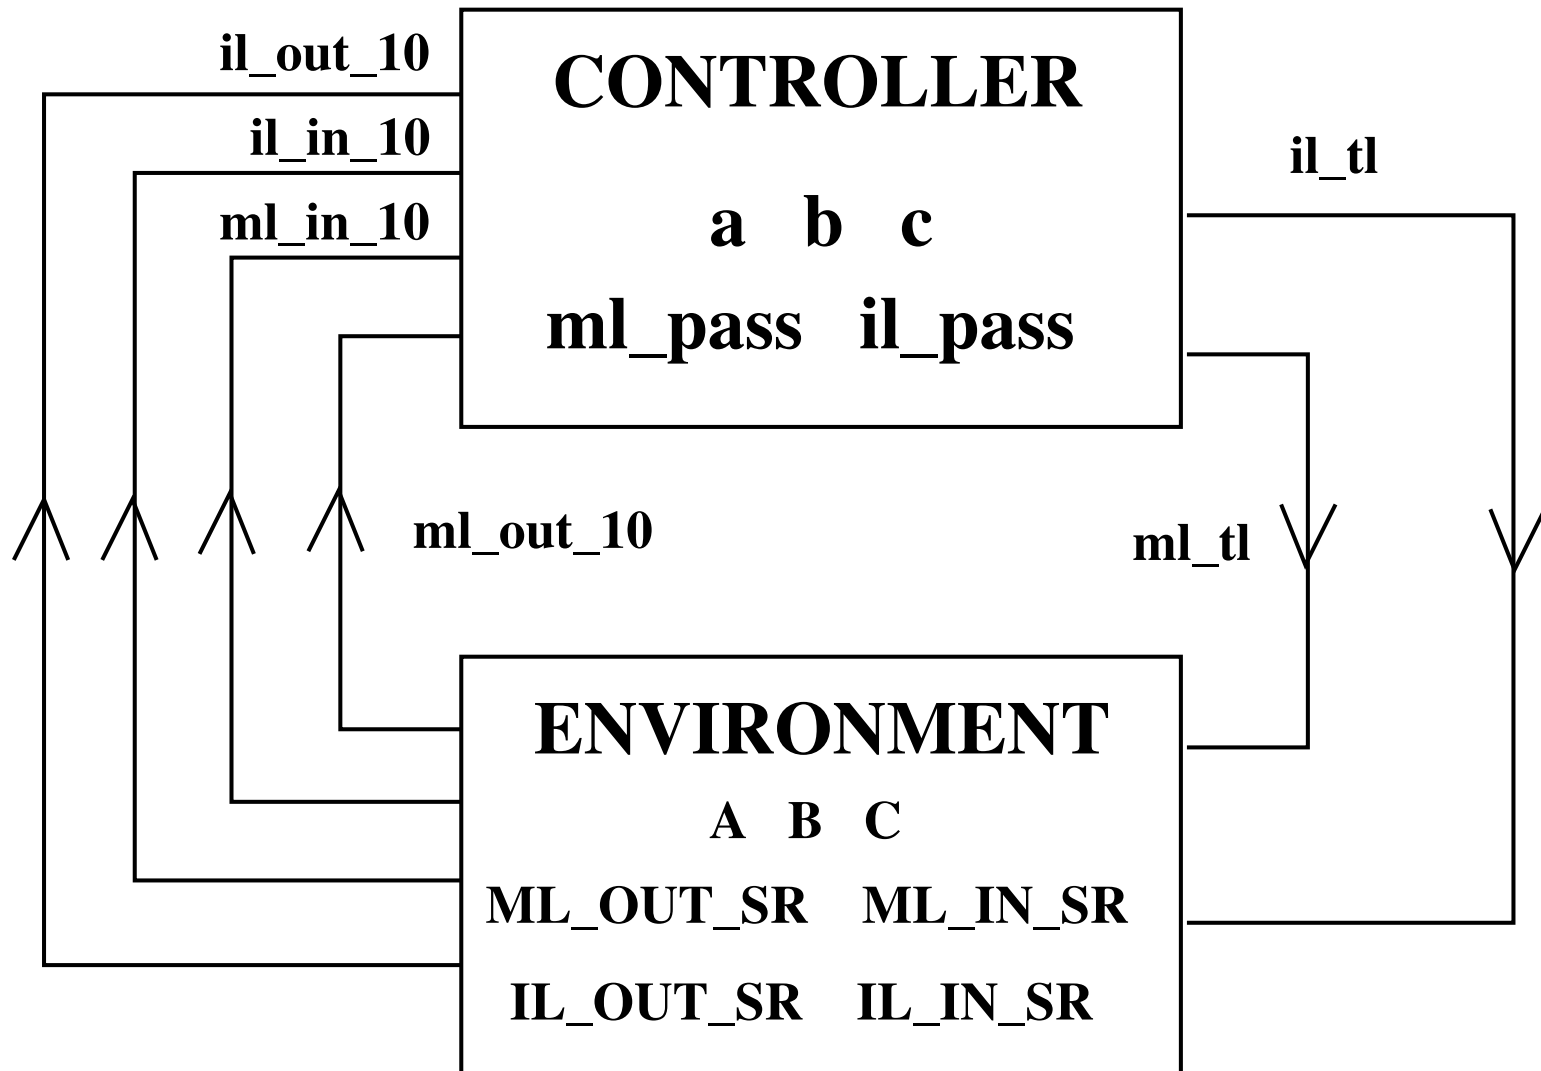 il_out_10
CONTROLLER
il_in_10
il_tl
ml_in_10
a b c
ml_pass il_pass
ml_out_10
ml_tl
ENVIRONMENT
A B C
ML_OUT_SR ML_IN_SR
IL_OUT_SR IL_IN_SR